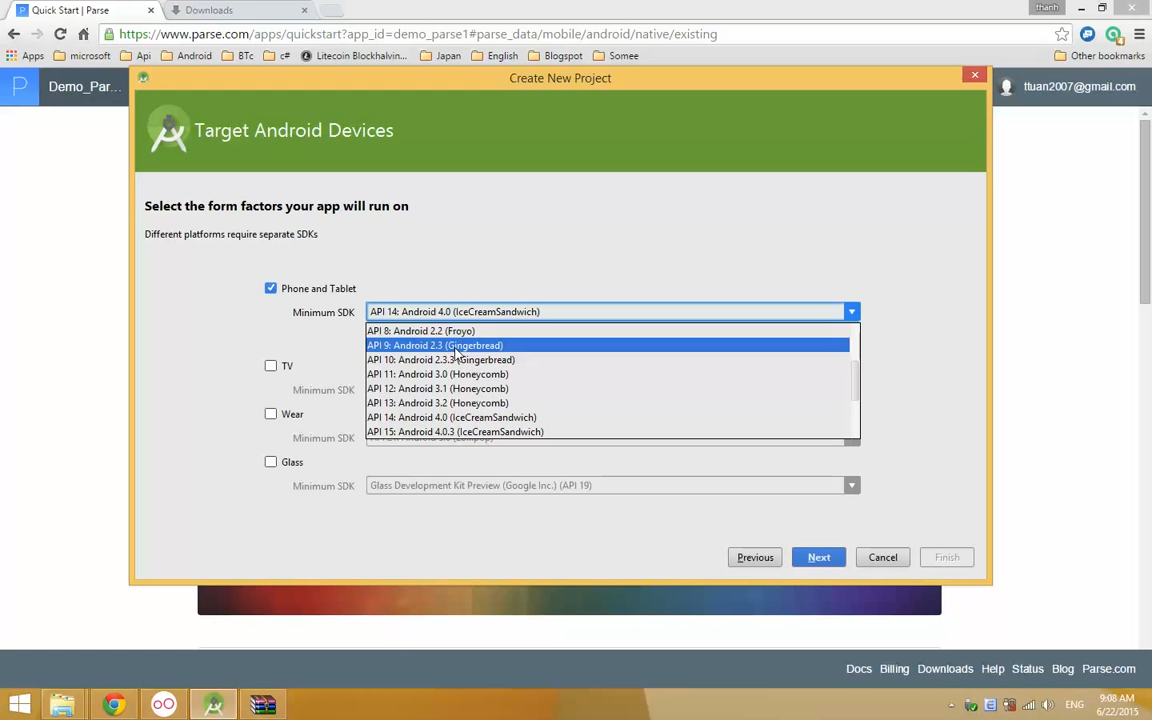 Quick Start | Parse
Downloads
thanh
https://www.parse.com/apps/quickstart?app_id=demo_parse1#parse_data/mobile/android/native/existing
Apps
microsoft
Api
Android
BTc
c#
Litecoin Blockhalvin...
Japan
English
Blogspot
Somee
Other bookmarks
Demo_Par...
ttuan2007@gmail.com
Create New Project
Target Android Devices
Select the form factors your app will run on
Different platforms require separate SDKs
Phone and Tablet
Minimum SDK
API 14: Android 4.0 (IceCreamSandwich)
API 8: Android 2.2 (Froyo)
API 9: Android 2.3 (Gingerbread)
API 10: Android 2.3.3 (Gingerbread)
API 11: Android 3.0 (Honeycomb)
API 12: Android 3.1 (Honeycomb)
API 13: Android 3.2 (Honeycomb)
API 14: Android 4.0 (IceCreamSandwich)
API 15: Android 4.0.3 (IceCreamSandwich)
TV
Minimum SDK
Wear
Minimum SDK
Glass
Minimum SDK
Glass Development Kit Preview (Google Inc.) (API 19)
Previous
Next
Cancel
Finish
Docs Billing Downloads Help Status Blog Parse.com
ENG
9:08 AM
6/22/2015